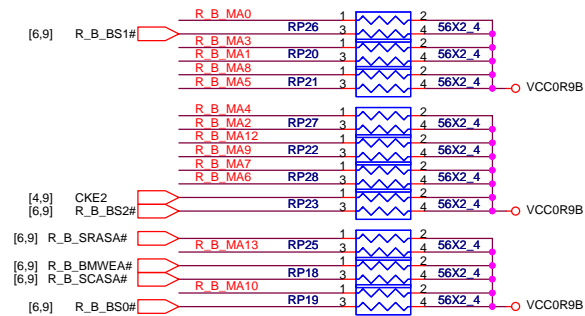 R_B_MA0 1 2
[6,9] R_B_BS1# RP26 3 4 56X2_4
R_B_MA3 1 2
R_B_MA1 RP20 3 4 56X2_4
R_B_MA8 1 2
R_B_MA5 RP21 3 4 56X2_4 VCC0R9B
R_B_MA4 1 2
R_B_MA2 RP27 3 4 56X2_4
R_B_MA12 1 2
R_B_MA9 RP22 3 4 56X2_4
R_B_MA7 1 2
R_B_MA6 RP28 3 4 56X2_4
[4,9] CKE2 1 2
[6,9] R_B_BS2# RP23 3 4 56X2_4 VCC0R9B
[6,9] R_B_SRASA# 1 2
R_B_MA13 RP25 3 4 56X2_4
[6,9] R_B_BMWEA# 1 2
[6,9] R_B_SCASA# RP18 3 4 56X2_4
R_B_MA10 1 2
[6,9] R_B_BS0# RP19 3 4 56X2_4 VCC0R9B